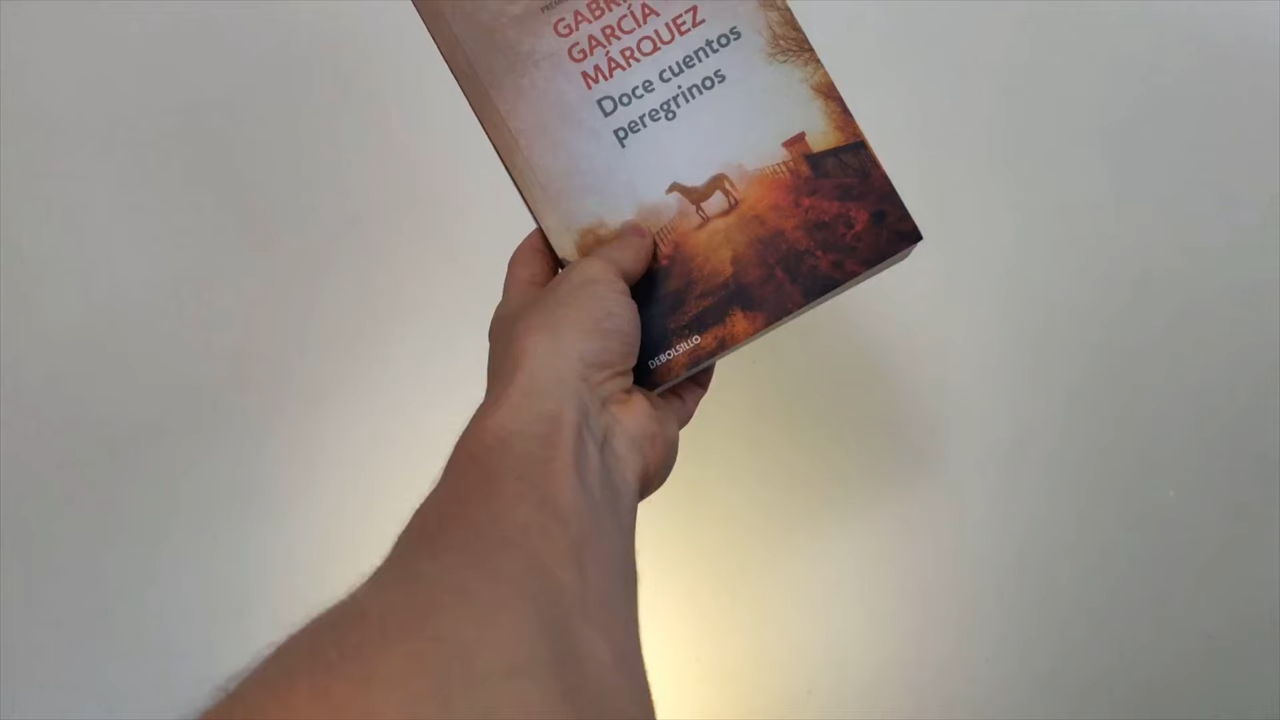 GARCÍA
MÁRQUEZ
Doce cuentos
peregrinos
DEBOLSILLO